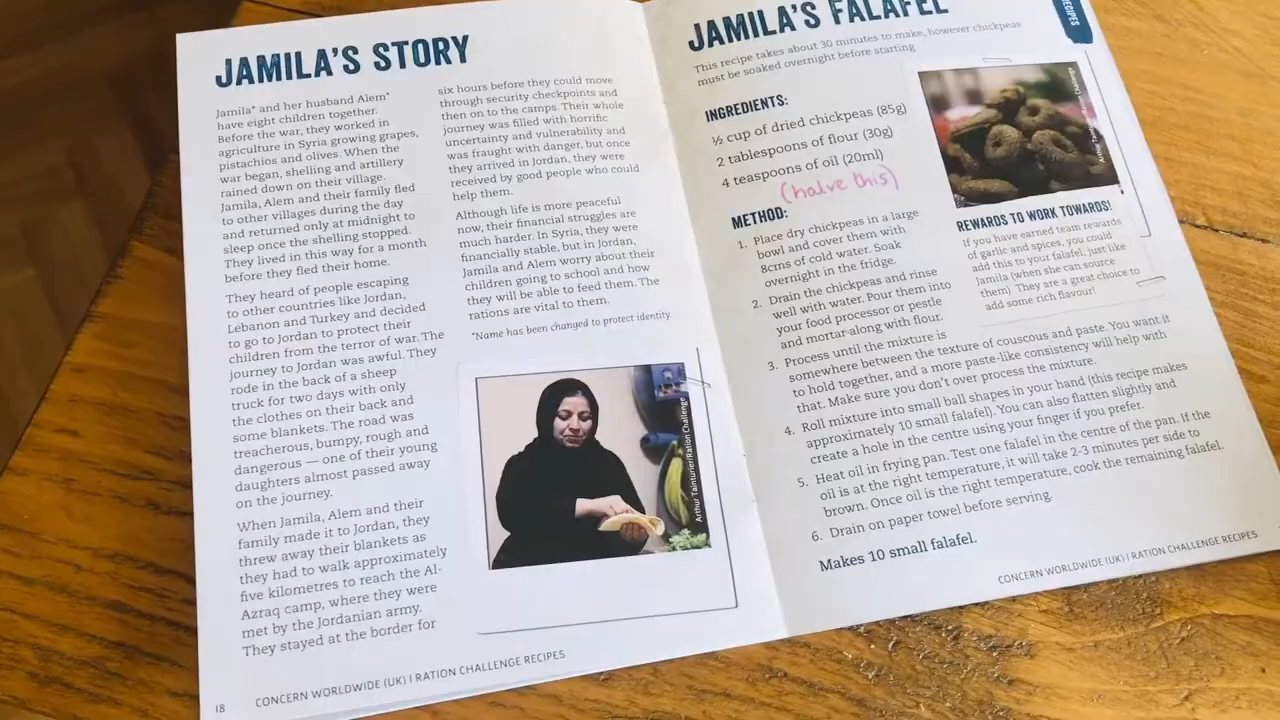 JAMILA'S STORY
Jamila* and her husband Alem*
have eight children together.
Before the war, they worked in
agriculture in Syria growing grapes,
pistachios and olives. When the
war began, shelling and artillery
rained down on their village.
Jamila, Alem and their family fled
to other villages during the day
and returned only at midnight to
sleep once the shelling stopped.
They lived in this way for a month
before they fled their home.
They heard of people escaping
to other countries like Jordan,
Lebanon and Turkey and decided
to go to Jordan to protect their
children from the terror of war. The
journey to Jordan was awful. They
rode in the back of a sheep
truck for two days with only
the clothes on their back and
some blankets. The road was
treacherous, bumpy, rough and
dangerous — one of their young
daughters almost passed away
on the journey.
When Jamila, Alem and their
family made it to Jordan, they
threw away their blankets as
they had to walk approximately
five kilometres to reach the Al-
Azraq camp, where they were
met by the Jordanian army.
They stayed at the border for
six hours before they could move
through security checkpoints and
then on to the camps. Their whole
journey was filled with horrific
uncertainty and vulnerability and
was fraught with danger, but once
they arrived in Jordan, they were
received by good people who could
help them.
Although life is more peaceful
now, their financial struggles are
much harder. In Syria, they were
financially stable, but in Jordan,
Jamila and Alem worry about their
children going to school and how
they will be able to feed them. The
rations are vital to them.
*Name has been changed to protect identity.
Arthur Tainturier/Ration Challenge
18
CONCERN WORLDWIDE (UK) | RATION CHALLENGE RECIPES
RECIPES
JAMILA'S FALAFEL
This recipe takes about 30 minutes to make, however chickpeas
must be soaked overnight before starting
INGREDIENTS:
½ cup of dried chickpeas (85g)
2 tablespoons of flour (30g)
4 teaspoons of oil (20ml)
(halve this)
METHOD:
1. Place dry chickpeas in a large
bowl and cover them with
8cms of cold water. Soak
overnight in the fridge.
2. Drain the chickpeas and rinse
well with water. Pour them into
your food processor or pestle
and mortar-along with flour.
3. Process until the mixture is
somewhere between the texture of couscous and paste. You want it
to hold together, and a more paste-like consistency will help with
that. Make sure you don't over process the mixture.
4. Roll mixture into small ball shapes in your hand (this recipe makes
approximately 10 small falafel). You can also flatten slightly and
create a hole in the centre using your finger if you prefer.
5. Heat oil in frying pan. Test one falafel in the centre of the pan. If the
oil is at the right temperature, it will take 2-3 minutes per side to
brown. Once oil is the right temperature, cook the remaining falafel.
6. Drain on paper towel before serving.
Makes 10 small falafel.
Arthur Tainturier/Ration Challenge
REWARDS TO WORK TOWARDS!
If you have earned team rewards
of garlic and spices, you could
add this to your falafel, just like
Jamila (when she can source
them). They are a great choice to
add some rich flavour!
CONCERN WORLDWIDE (UK) | RATION CHALLENGE RECIPES